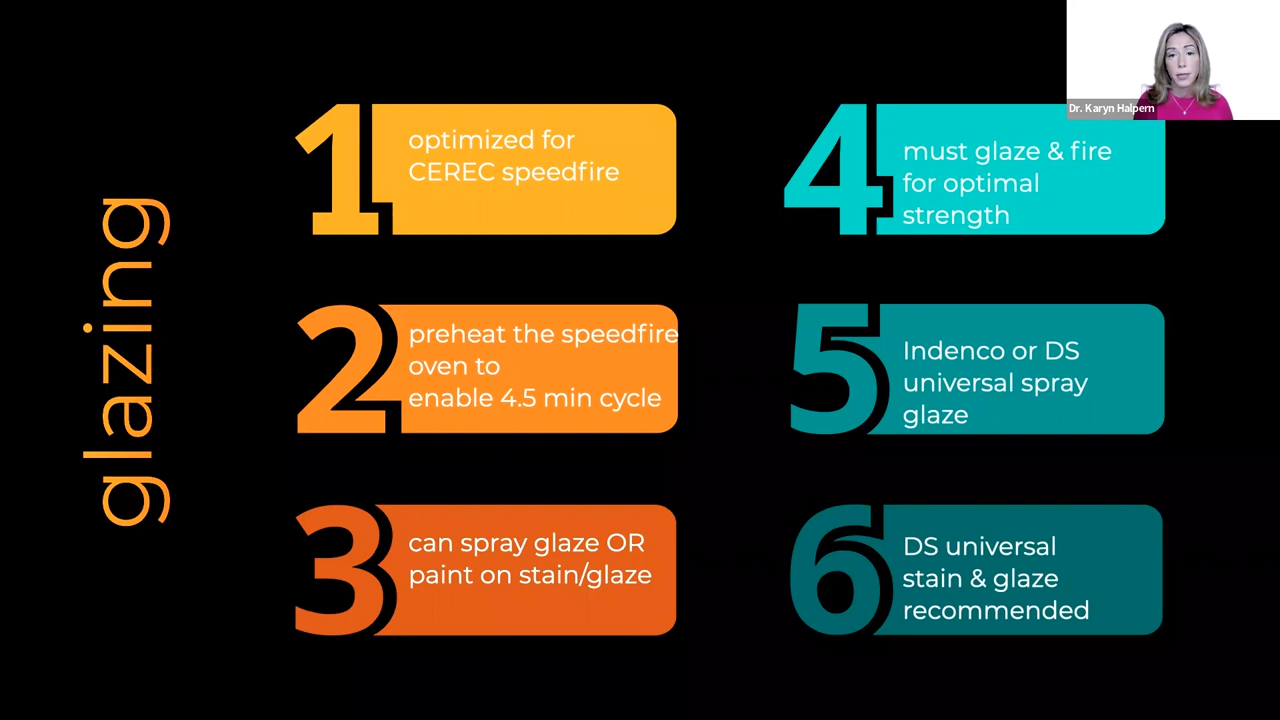 glazing
1
optimized for
CEREC speedfire
2
preheat the speedfire
oven to
enable 4.5 min cycle
3
can spray glaze OR
paint on stain/glaze
4
must glaze & fire
for optimal
strength
5
Indenco or DS
universal spray
glaze
6
DS universal
stain & glaze
recommended
Dr. Karyn Halpern